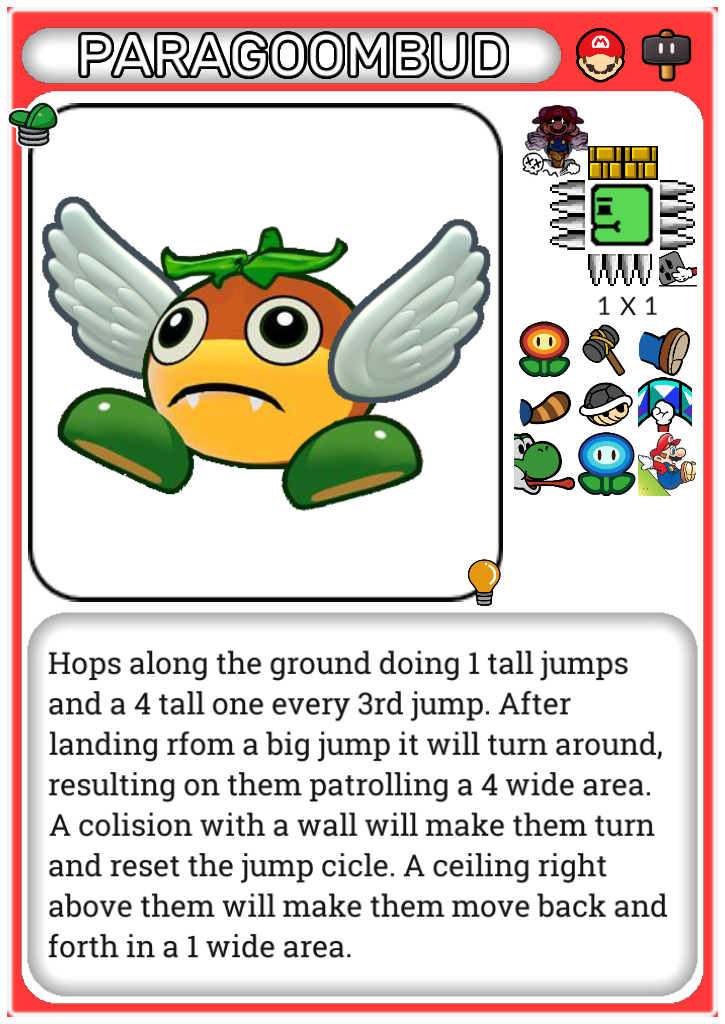 PARAGOOMBUD
1 X 1
Hops along the ground doing 1 tall jumps
and a 4 tall one every 3rd jump. After
landing rfom a big jump it will turn around,
resulting on them patrolling a 4 wide area.
A colision with a wall will make them turn
and reset the jump cicle. A ceiling right
above them will make them move back and
forth in a 1 wide area.